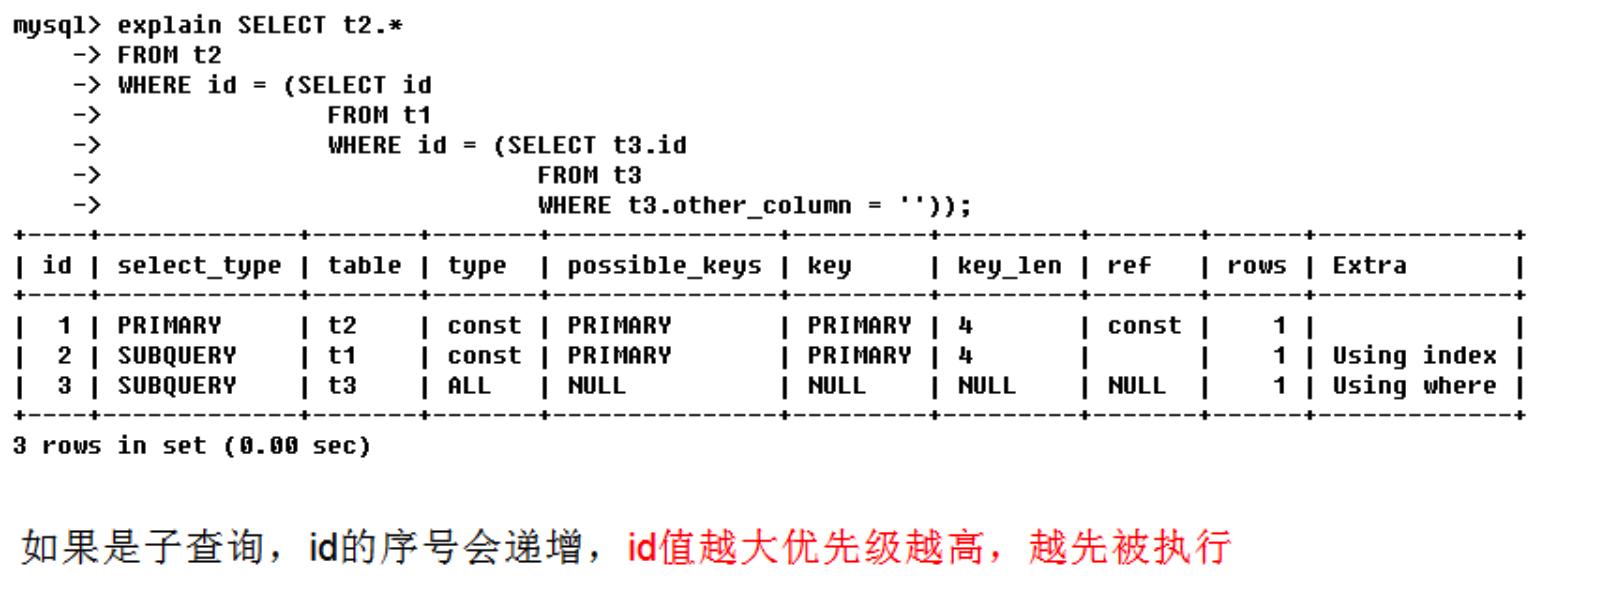 mysql> explain SELECT t2.*
    -> FROM t2
    -> WHERE id = (SELECT id
    ->               FROM t1
    ->               WHERE id = (SELECT t3.id
    ->                             FROM t3
    ->                             WHERE t3.other_column = ''));
+----+-------------+-------+-------+---------------+---------+---------+-------+------+-------------+
| id | select_type | table | type  | possible_keys | key     | key_len | ref   | rows | Extra       |
+----+-------------+-------+-------+---------------+---------+---------+-------+------+-------------+
|  1 | PRIMARY     | t2    | const | PRIMARY       | PRIMARY | 4       | const |    1 |             |
|  2 | SUBQUERY    | t1    | const | PRIMARY       | PRIMARY | 4       |       |    1 | Using index |
|  3 | SUBQUERY    | t3    | ALL   | NULL          | NULL    | NULL    | NULL  |    1 | Using where |
+----+-------------+-------+-------+---------------+---------+---------+-------+------+-------------+
3 rows in set (0.00 sec)
如果是子查询，id的序号会递增，id值越大优先级越高，越先被执行